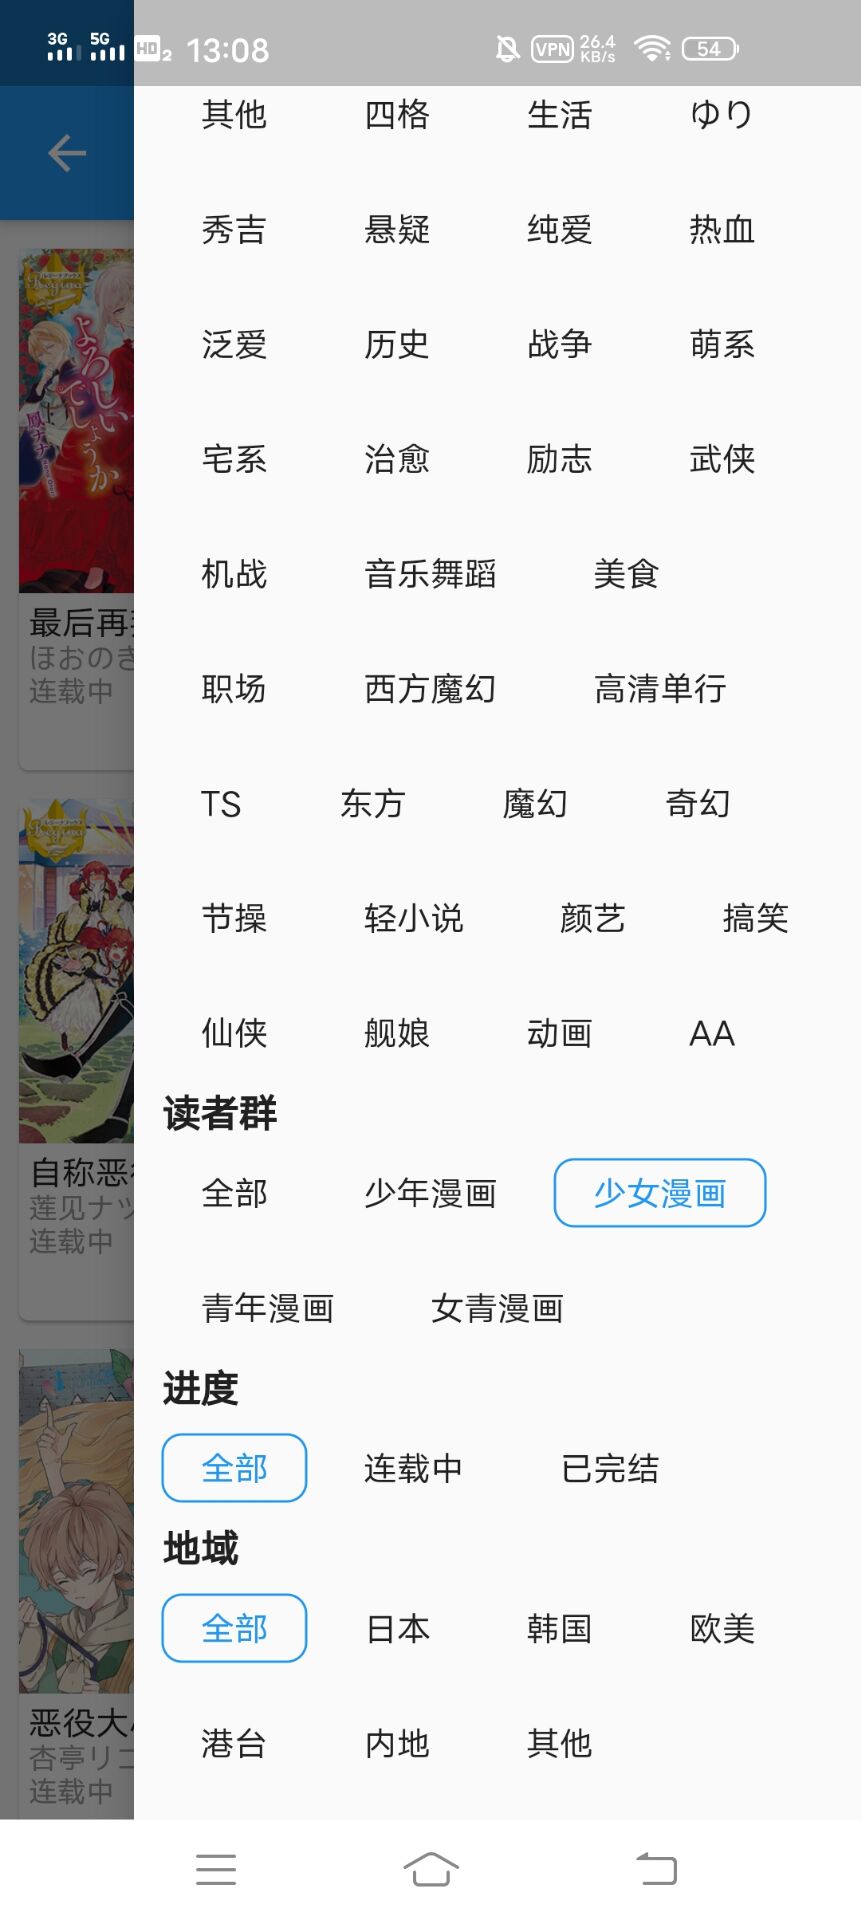 3G 5G HD 2 13:08 VPN 26.4 KB/s 54
其他 四格 生活 ゆり
秀吉 悬疑 纯爱 热血
泛爱 历史 战争 萌系
宅系 治愈 励志 武侠
机战 音乐舞蹈 美食
职场 西方魔幻 高清单行
TS 东方 魔幻 奇幻
节操 轻小说 颜艺 搞笑
仙侠 舰娘 动画 AA
读者群
全部 少年漫画 少女漫画
青年漫画 女青漫画
进度
全部 连载中 已完结
地域
全部 日本 韩国 欧美
港台 内地 其他
Regina
よろしい
でしょうか
鳳ナナ
最后再
ほおのき
连载中
Regina
自称恶
莲见ナツ
连载中
恶役大
杏亭リコ
连载中